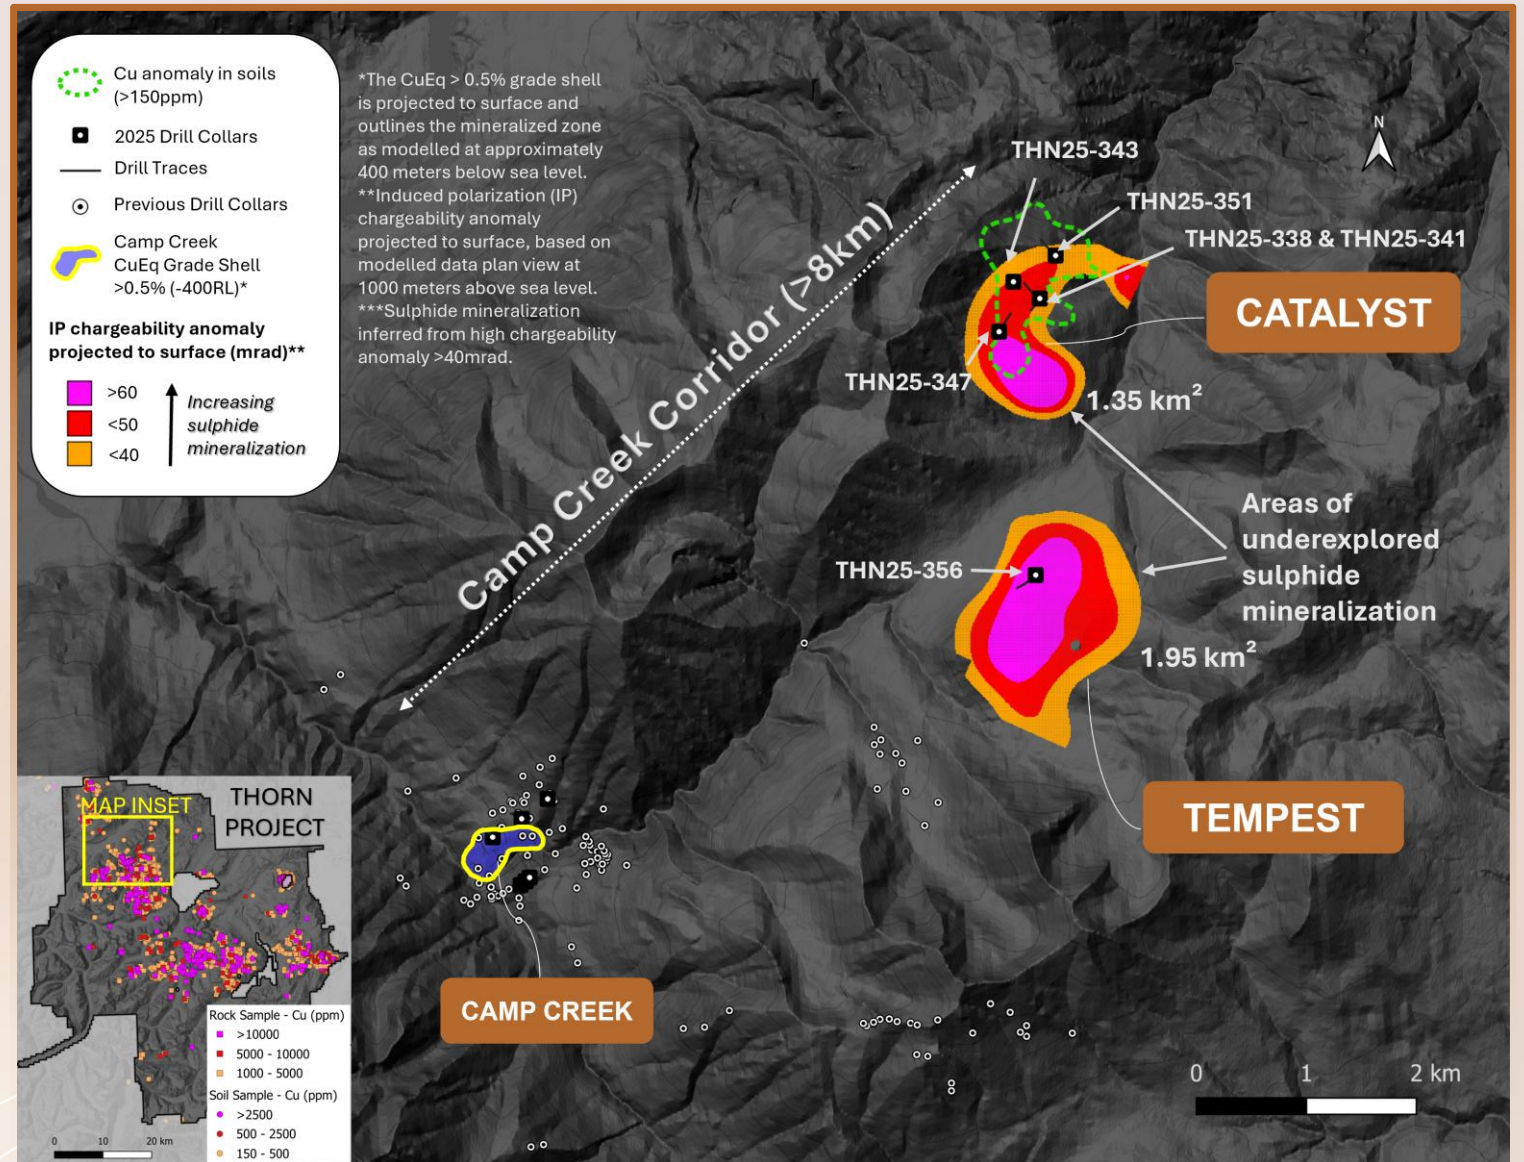 Cu anomaly in soils
(>150ppm)
2025 Drill Collars
Drill Traces
Previous Drill Collars
Camp Creek
CuEq Grade Shell
>0.5% (-400RL)*
IP chargeability anomaly
projected to surface (mrad)**
>60
<50
<40
Increasing
sulphide
mineralization
*The CuEq > 0.5% grade shell
is projected to surface and
outlines the mineralized zone
as modelled at approximately
400 meters below sea level.
**Induced polarization (IP)
chargeability anomaly
projected to surface, based on
modelled data plan view at
1000 meters above sea level.
***Sulphide mineralization
inferred from high chargeability
anomaly >40mrad.
N
THN25-343
THN25-351
THN25-338 & THN25-341
CATALYST
THN25-347
1.35 km²
Camp Creek Corridor (>8km)
Areas of
underexplored
sulphide
mineralization
THN25-356
1.95 km²
TEMPEST
CAMP CREEK
0 1 2 km
MAP INSET
THORN
PROJECT
Rock Sample - Cu (ppm)
>10000
5000 - 10000
1000 - 5000
Soil Sample - Cu (ppm)
>2500
500 - 2500
150 - 500
0 10 20 km